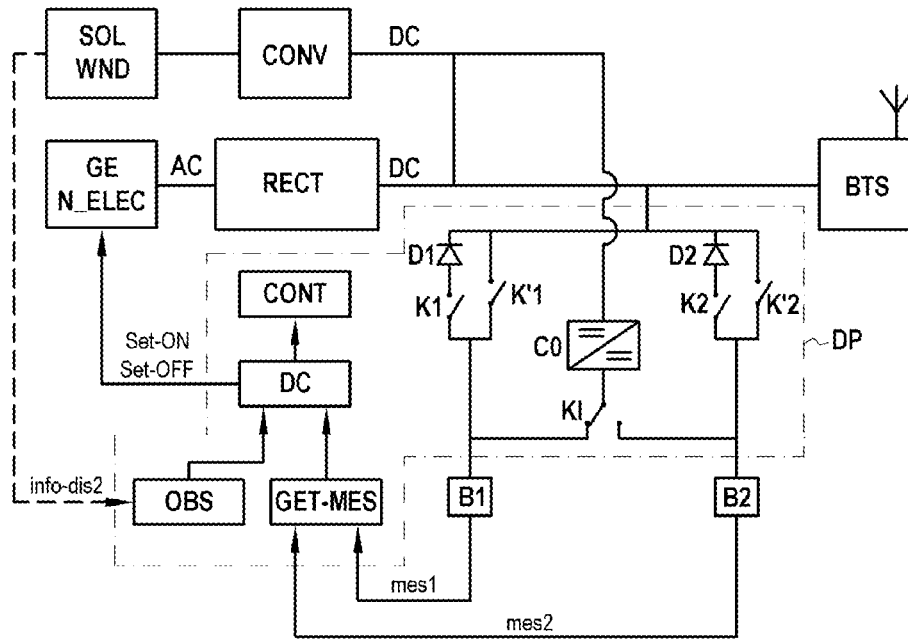 SOL
WND
CONV
DC
GE
N_ELEC
AC
RECT
DC
BTS
D1
K1
K'1
D2
K2
K'2
CONT
C0
DP
Set-ON
Set-OFF
DC
KI
info-dis2
OBS
GET-MES
B1
B2
mes1
mes2